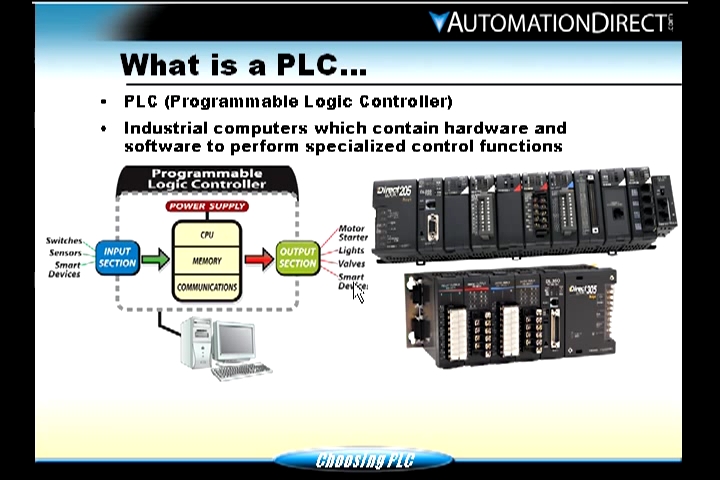 AUTOMATIONDIRECT
What is a PLC...
• PLC (Programmable Logic Controller)
• Industrial computers which contain hardware and
software to perform specialized control functions
Programmable
Logic Controller
POWER SUPPLY
CPU
MEMORY
COMMUNICATIONS
Switches
Sensors
Smart
Devices
INPUT
SECTION
OUTPUT
SECTION
Motor
Starter
Lights
Valves
Smart
Devices
Direct 205
Direct 305
Choosing PLC